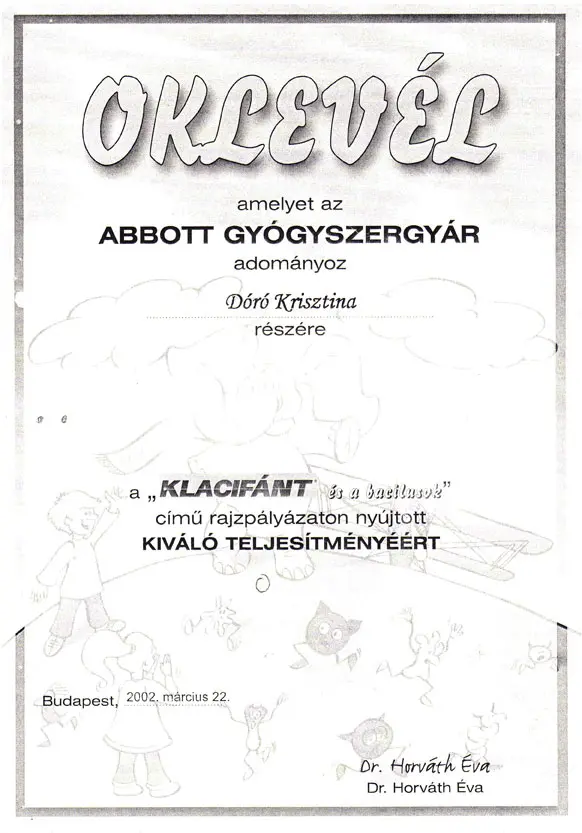 OKLEVÉL
amelyet az
ABBOTT GYÓGYSZERGYÁR
adományoz
Dóró Krisztina
részére
a „KLACIFÁNT és a bacilusok”
című rajzpályázaton nyújtott
KIVÁLÓ TELJESÍTMÉNYÉÉRT
Budapest, 2002. március 22.
Dr. Horváth Éva
Dr. Horváth Éva